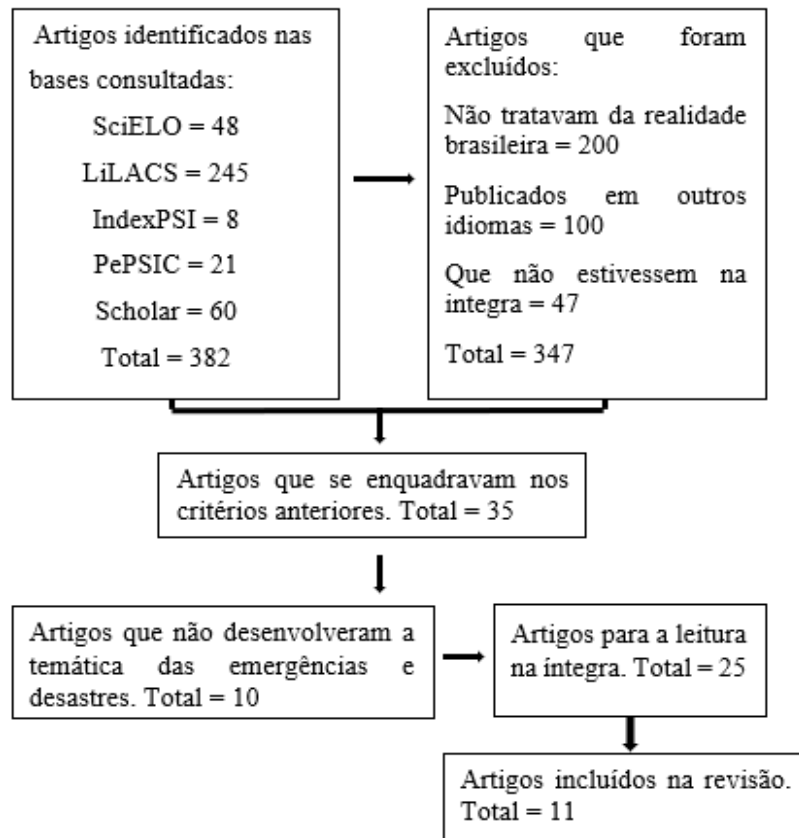 Artigos identificados nas
bases consultadas:
SciELO = 48
LiLACS = 245
IndexPSI = 8
PePSIC = 21
Scholar = 60
Total = 382
Artigos que foram
excluídos:
Não tratavam da realidade
brasileira = 200
Publicados em outros
idiomas = 100
Que não estivessem na
integra = 47
Total = 347
Artigos que se enquadravam nos
critérios anteriores. Total = 35
Artigos que não desenvolveram a
temática das emergências e
desastres. Total = 10
Artigos para a leitura
na íntegra. Total = 25
Artigos incluídos na revisão.
Total = 11